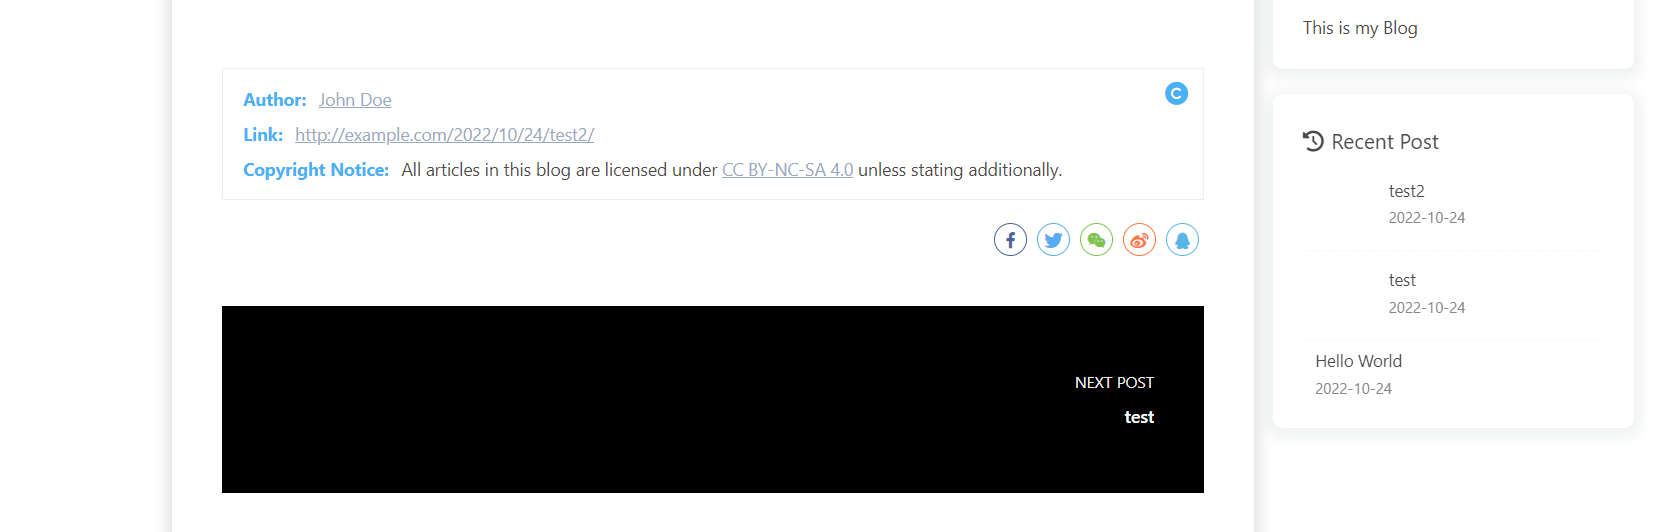 Author: John Doe
Link: http://example.com/2022/10/24/test2/
Copyright Notice: All articles in this blog are licensed under CC BY-NC-SA 4.0 unless stating additionally.
NEXT POST
test
This is my Blog
Recent Post
test2
2022-10-24
test
2022-10-24
Hello World
2022-10-24